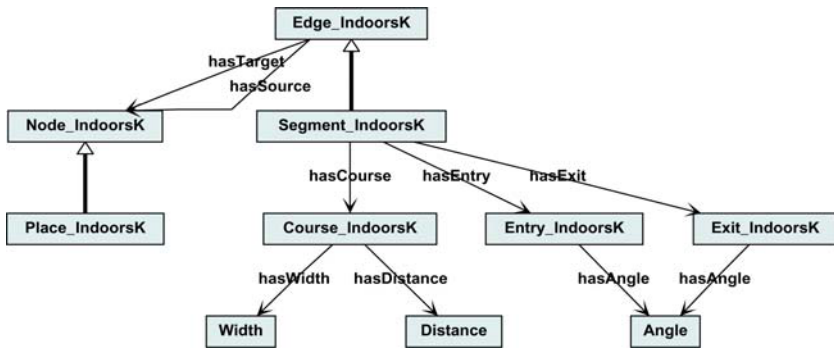 Edge_IndoorsK
hasTarget
hasSource
Node_IndoorsK
Segment_IndoorsK
hasCourse
hasEntry
hasExit
Place_IndoorsK
Course_IndoorsK
Entry_IndoorsK
Exit_IndoorsK
hasWidth
hasDistance
hasAngle
hasAngle
Width
Distance
Angle